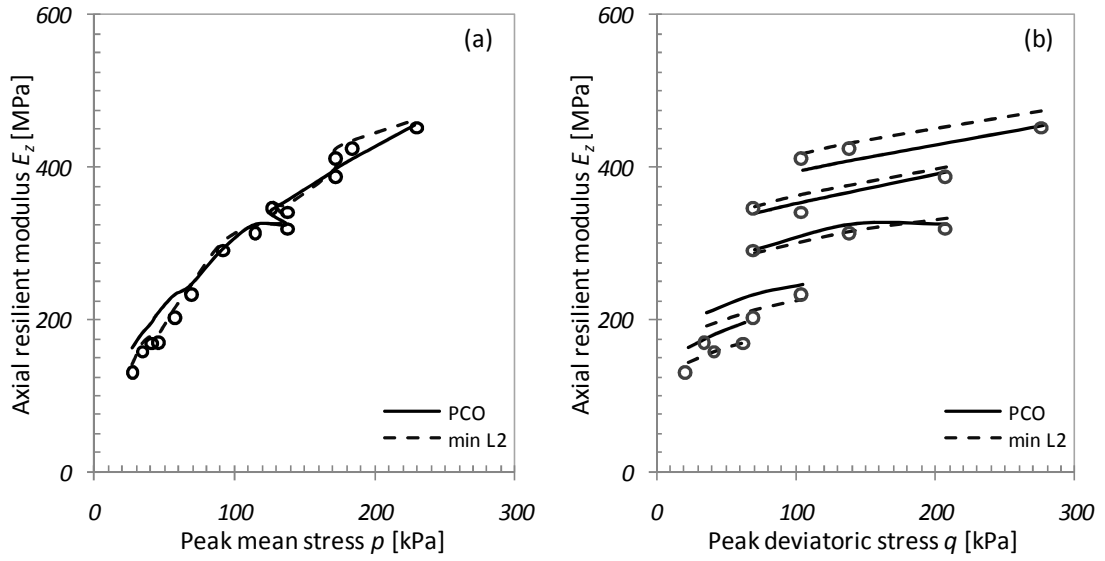 600
400
200
0
Axial resilient modulus Ez [MPa]
(a)
PCO
min L2
0 100 200 300
Peak mean stress p [kPa]
600
400
200
0
Axial resilient modulus Ez [MPa]
(b)
PCO
min L2
0 100 200 300
Peak deviatoric stress q [kPa]